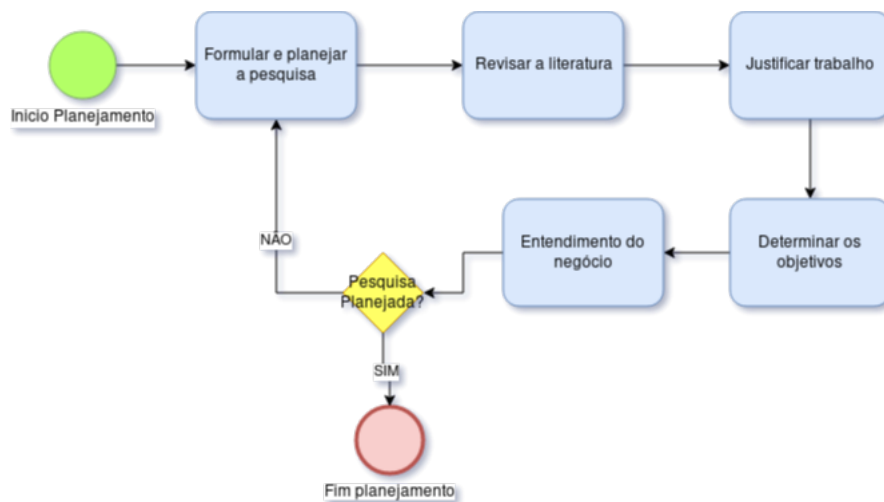 Formular e planejar
a pesquisa
Revisar a literatura
Justificar trabalho
Inicio Planejamento
Determinar os
objetivos
Entendimento do
negócio
NÃO
Pesquisa
Planejada?
SIM
Fim planejamento